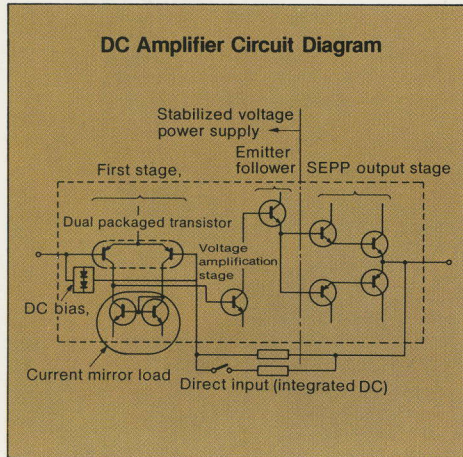 DC Amplifier Circuit Diagram
Stabilized voltage
power supply
Emitter
follower
SEPP output stage
First stage,
Dual packaged transistor
Voltage
amplification
stage
DC bias,
Current mirror load
Direct input (integrated DC)